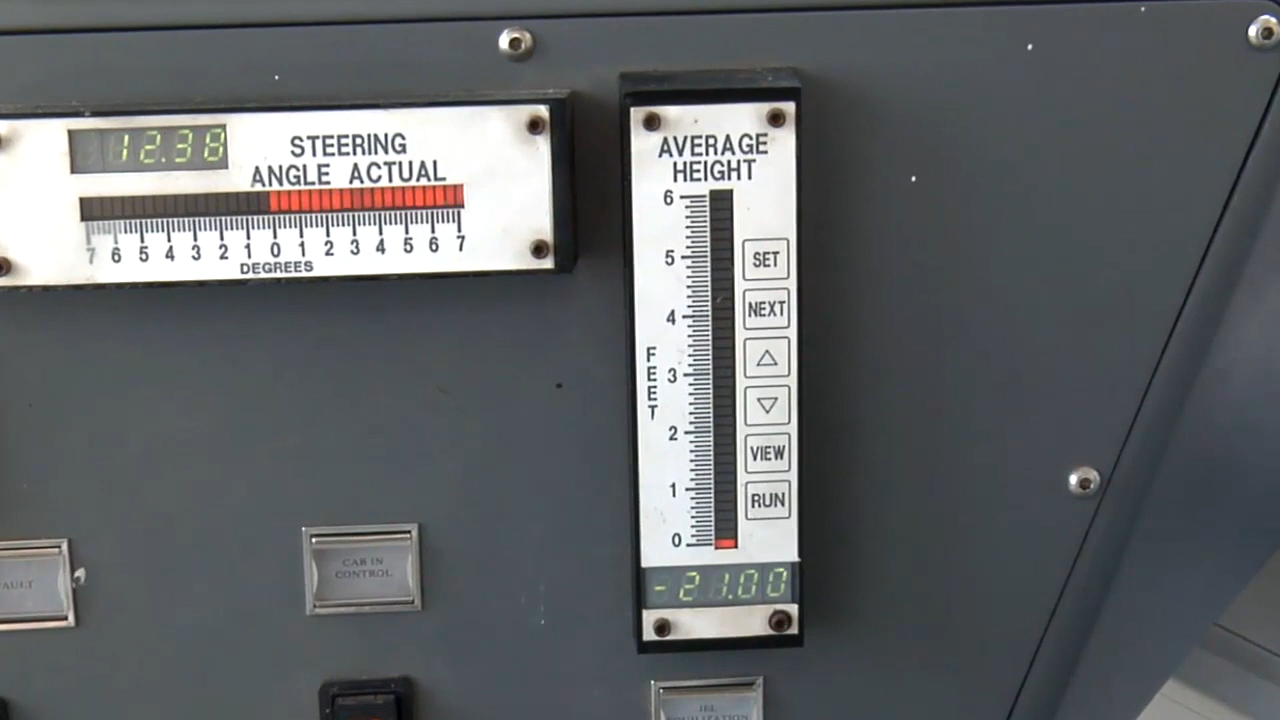 12.38
STEERING
ANGLE ACTUAL
7 6 5 4 3 2 1 0 1 2 3 4 5 6 7
DEGREES
AVERAGE
HEIGHT
6
5
4
3
2
1
0
FEET
SET
NEXT
VIEW
RUN
-21.00
CAB IN
CONTROL